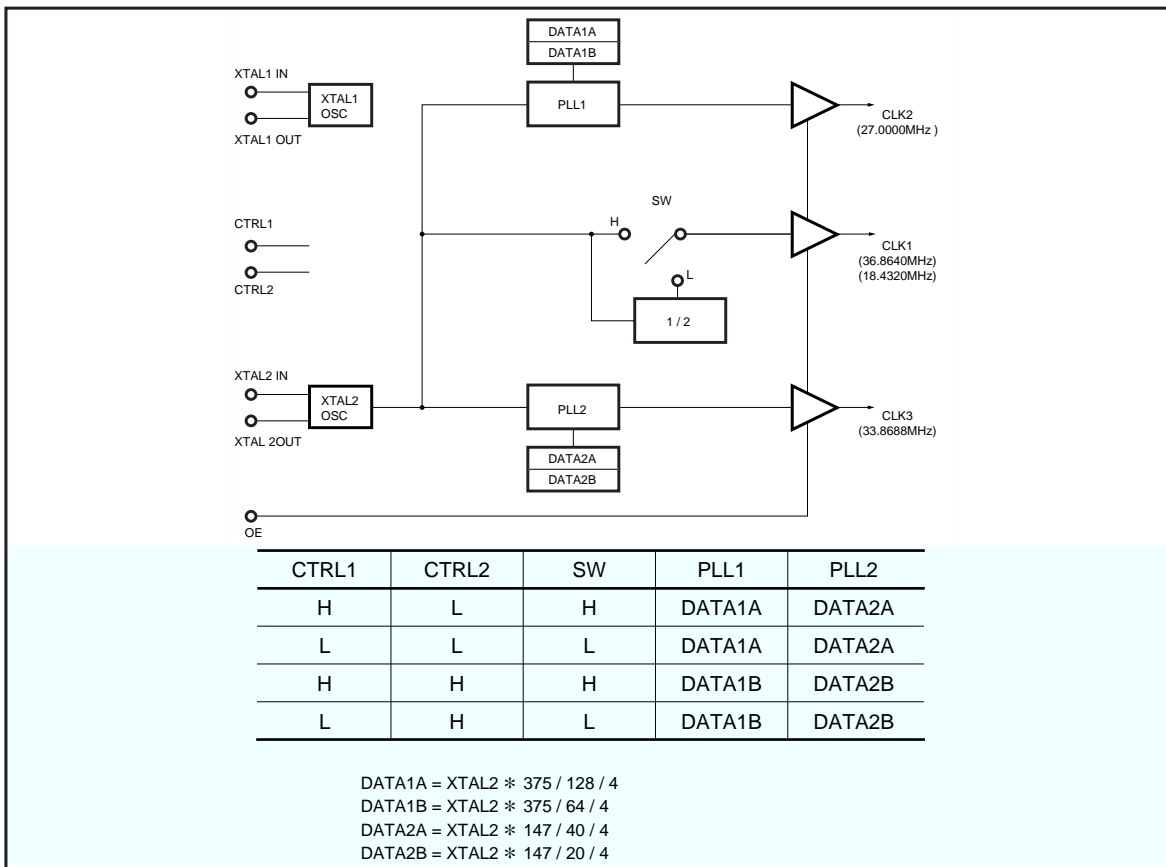 DATA1A
DATA1B
XTAL1 IN
XTAL1
OSC
PLL1
CLK2
(27.0000MHz )
XTAL1 OUT
SW
CTRL1
H
CLK1
(36.8640MHz)
(18.4320MHz)
CTRL2
L
1 / 2
XTAL2 IN
XTAL2
OSC
PLL2
CLK3
(33.8688MHz)
XTAL 2OUT
DATA2A
DATA2B
OE
CTRL1 CTRL2 SW PLL1 PLL2
H L H DATA1A DATA2A
L L L DATA1A DATA2A
H H H DATA1B DATA2B
L H L DATA1B DATA2B
DATA1A = XTAL2 ＊ 375 / 128 / 4
DATA1B = XTAL2 ＊ 375 / 64 / 4
DATA2A = XTAL2 ＊ 147 / 40 / 4
DATA2B = XTAL2 ＊ 147 / 20 / 4